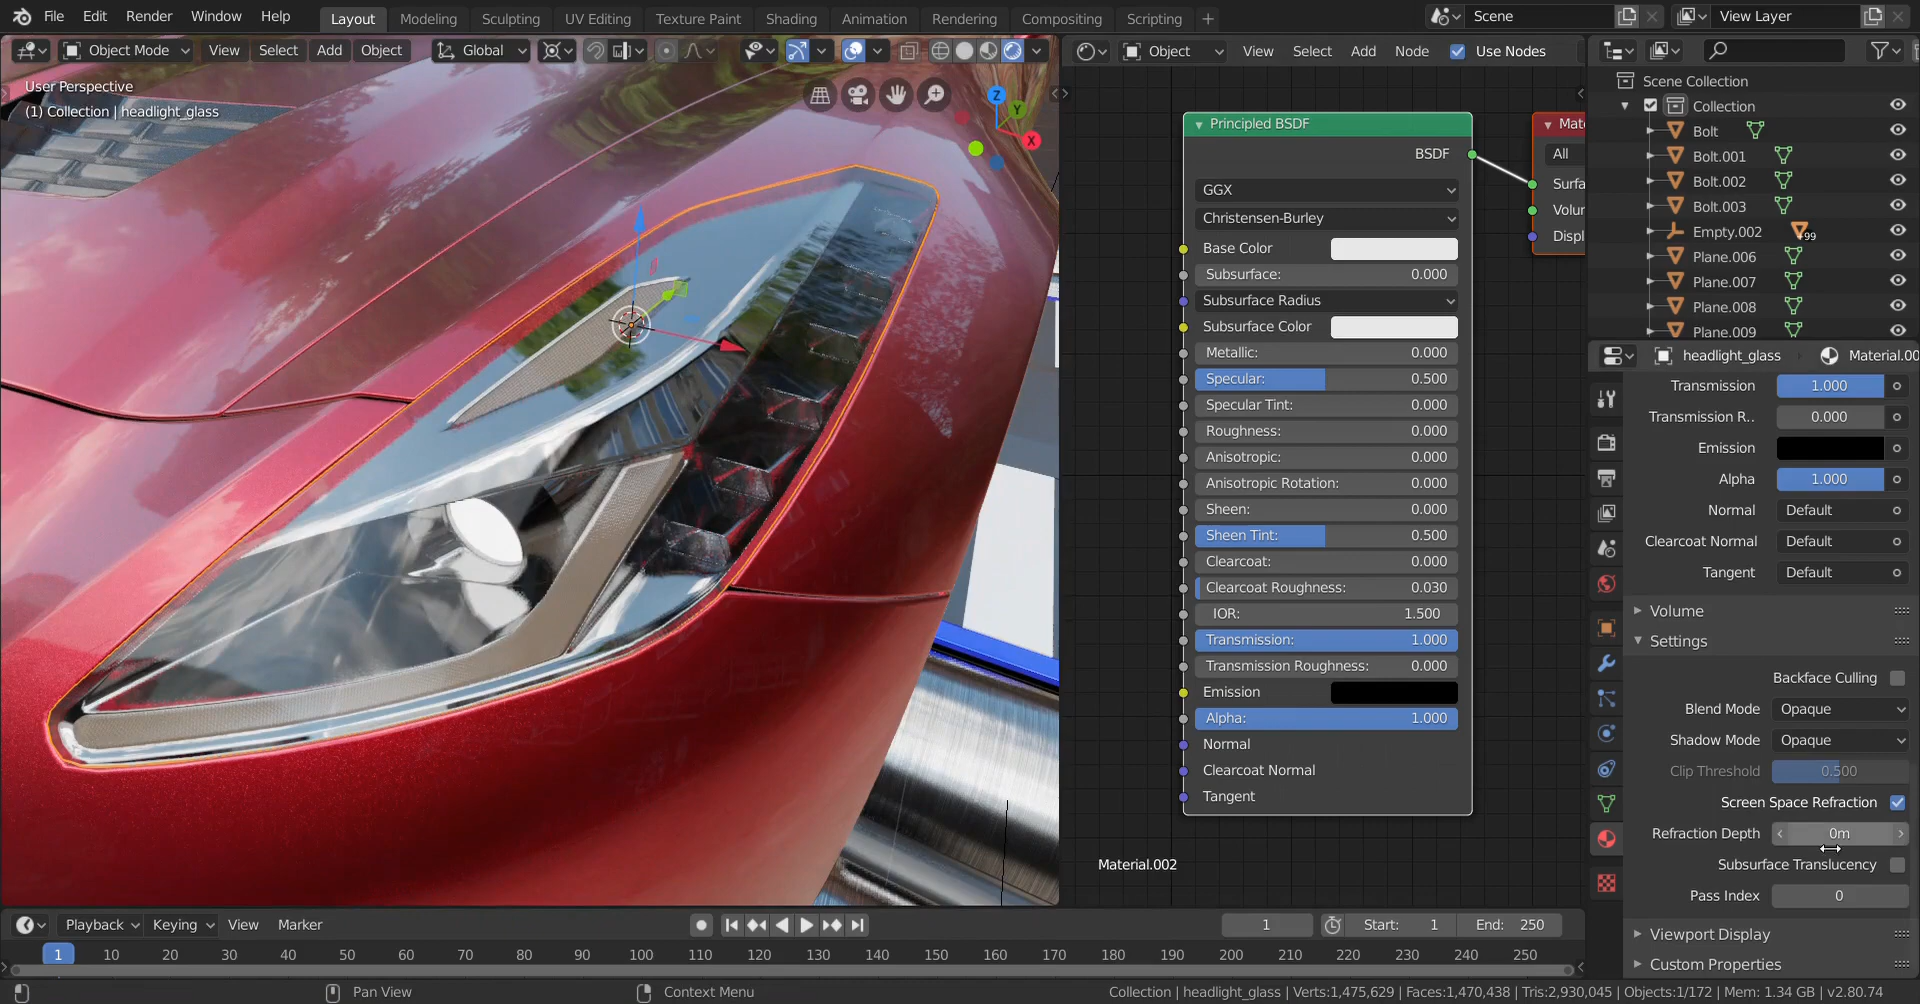 File Edit Render Window Help Layout Modeling Sculpting UV Editing Texture Paint Shading Animation Rendering Compositing Scripting + Scene View Layer
Object Mode View Select Add Object Global Object View Select Add Node Use Nodes
User Perspective
(1) Collection | headlight_glass
Z
Y
X
Principled BSDF
BSDF
GGX
Christensen-Burley
Base Color
Subsurface: 0.000
Subsurface Radius
Subsurface Color
Metallic: 0.000
Specular: 0.500
Specular Tint: 0.000
Roughness: 0.000
Anisotropic: 0.000
Anisotropic Rotation: 0.000
Sheen: 0.000
Sheen Tint: 0.500
Clearcoat: 0.000
Clearcoat Roughness: 0.030
IOR: 1.500
Transmission: 1.000
Transmission Roughness: 0.000
Emission
Alpha: 1.000
Normal
Clearcoat Normal
Tangent
Mate
All
Surfa
Volur
Displ
Material.002
Scene Collection
Collection
Bolt
Bolt.001
Bolt.002
Bolt.003
Empty.002 +99
Plane.006
Plane.007
Plane.008
Plane.009
headlight_glass Material.00
Transmission 1.000
Transmission R.. 0.000
Emission
Alpha 1.000
Normal Default
Clearcoat Normal Default
Tangent Default
Volume
Settings
Backface Culling
Blend Mode Opaque
Shadow Mode Opaque
Clip Threshold 0.500
Screen Space Refraction
Refraction Depth 0m
Subsurface Translucency
Pass Index 0
Viewport Display
Custom Properties
Playback Keying View Marker 1 Start: 1 End: 250
1 10 20 30 40 50 60 70 80 90 100 110 120 130 140 150 160 170 180 190 200 210 220 230 240 250
Pan View Context Menu Collection | headlight_glass | Verts:1,475,629 | Faces:1,470,438 | Tris:2,930,045 | Objects:1/172 | Mem: 1.34 GB | v2.80.74